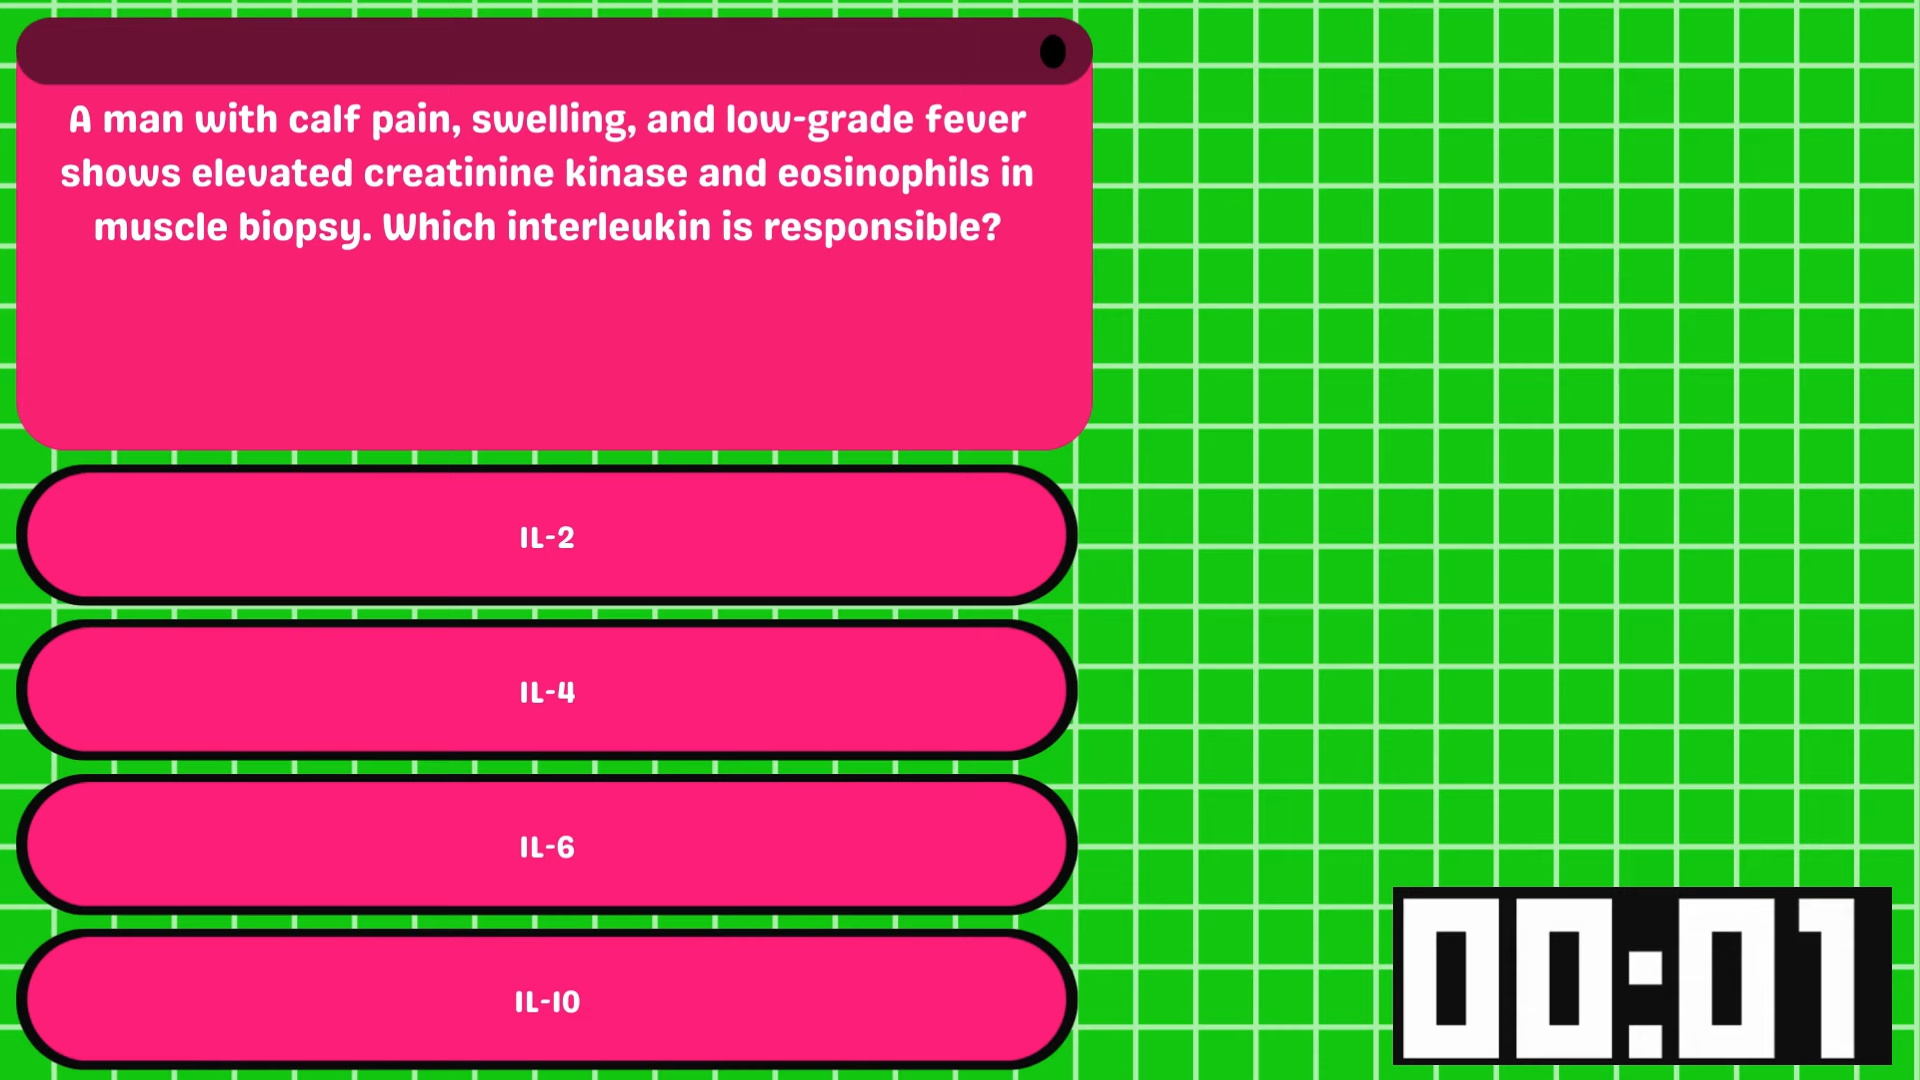 A man with calf pain, swelling, and low-grade fever
shows elevated creatinine kinase and eosinophils in
muscle biopsy. Which interleukin is responsible?
IL-2
IL-4
IL-6
IL-10
00:01